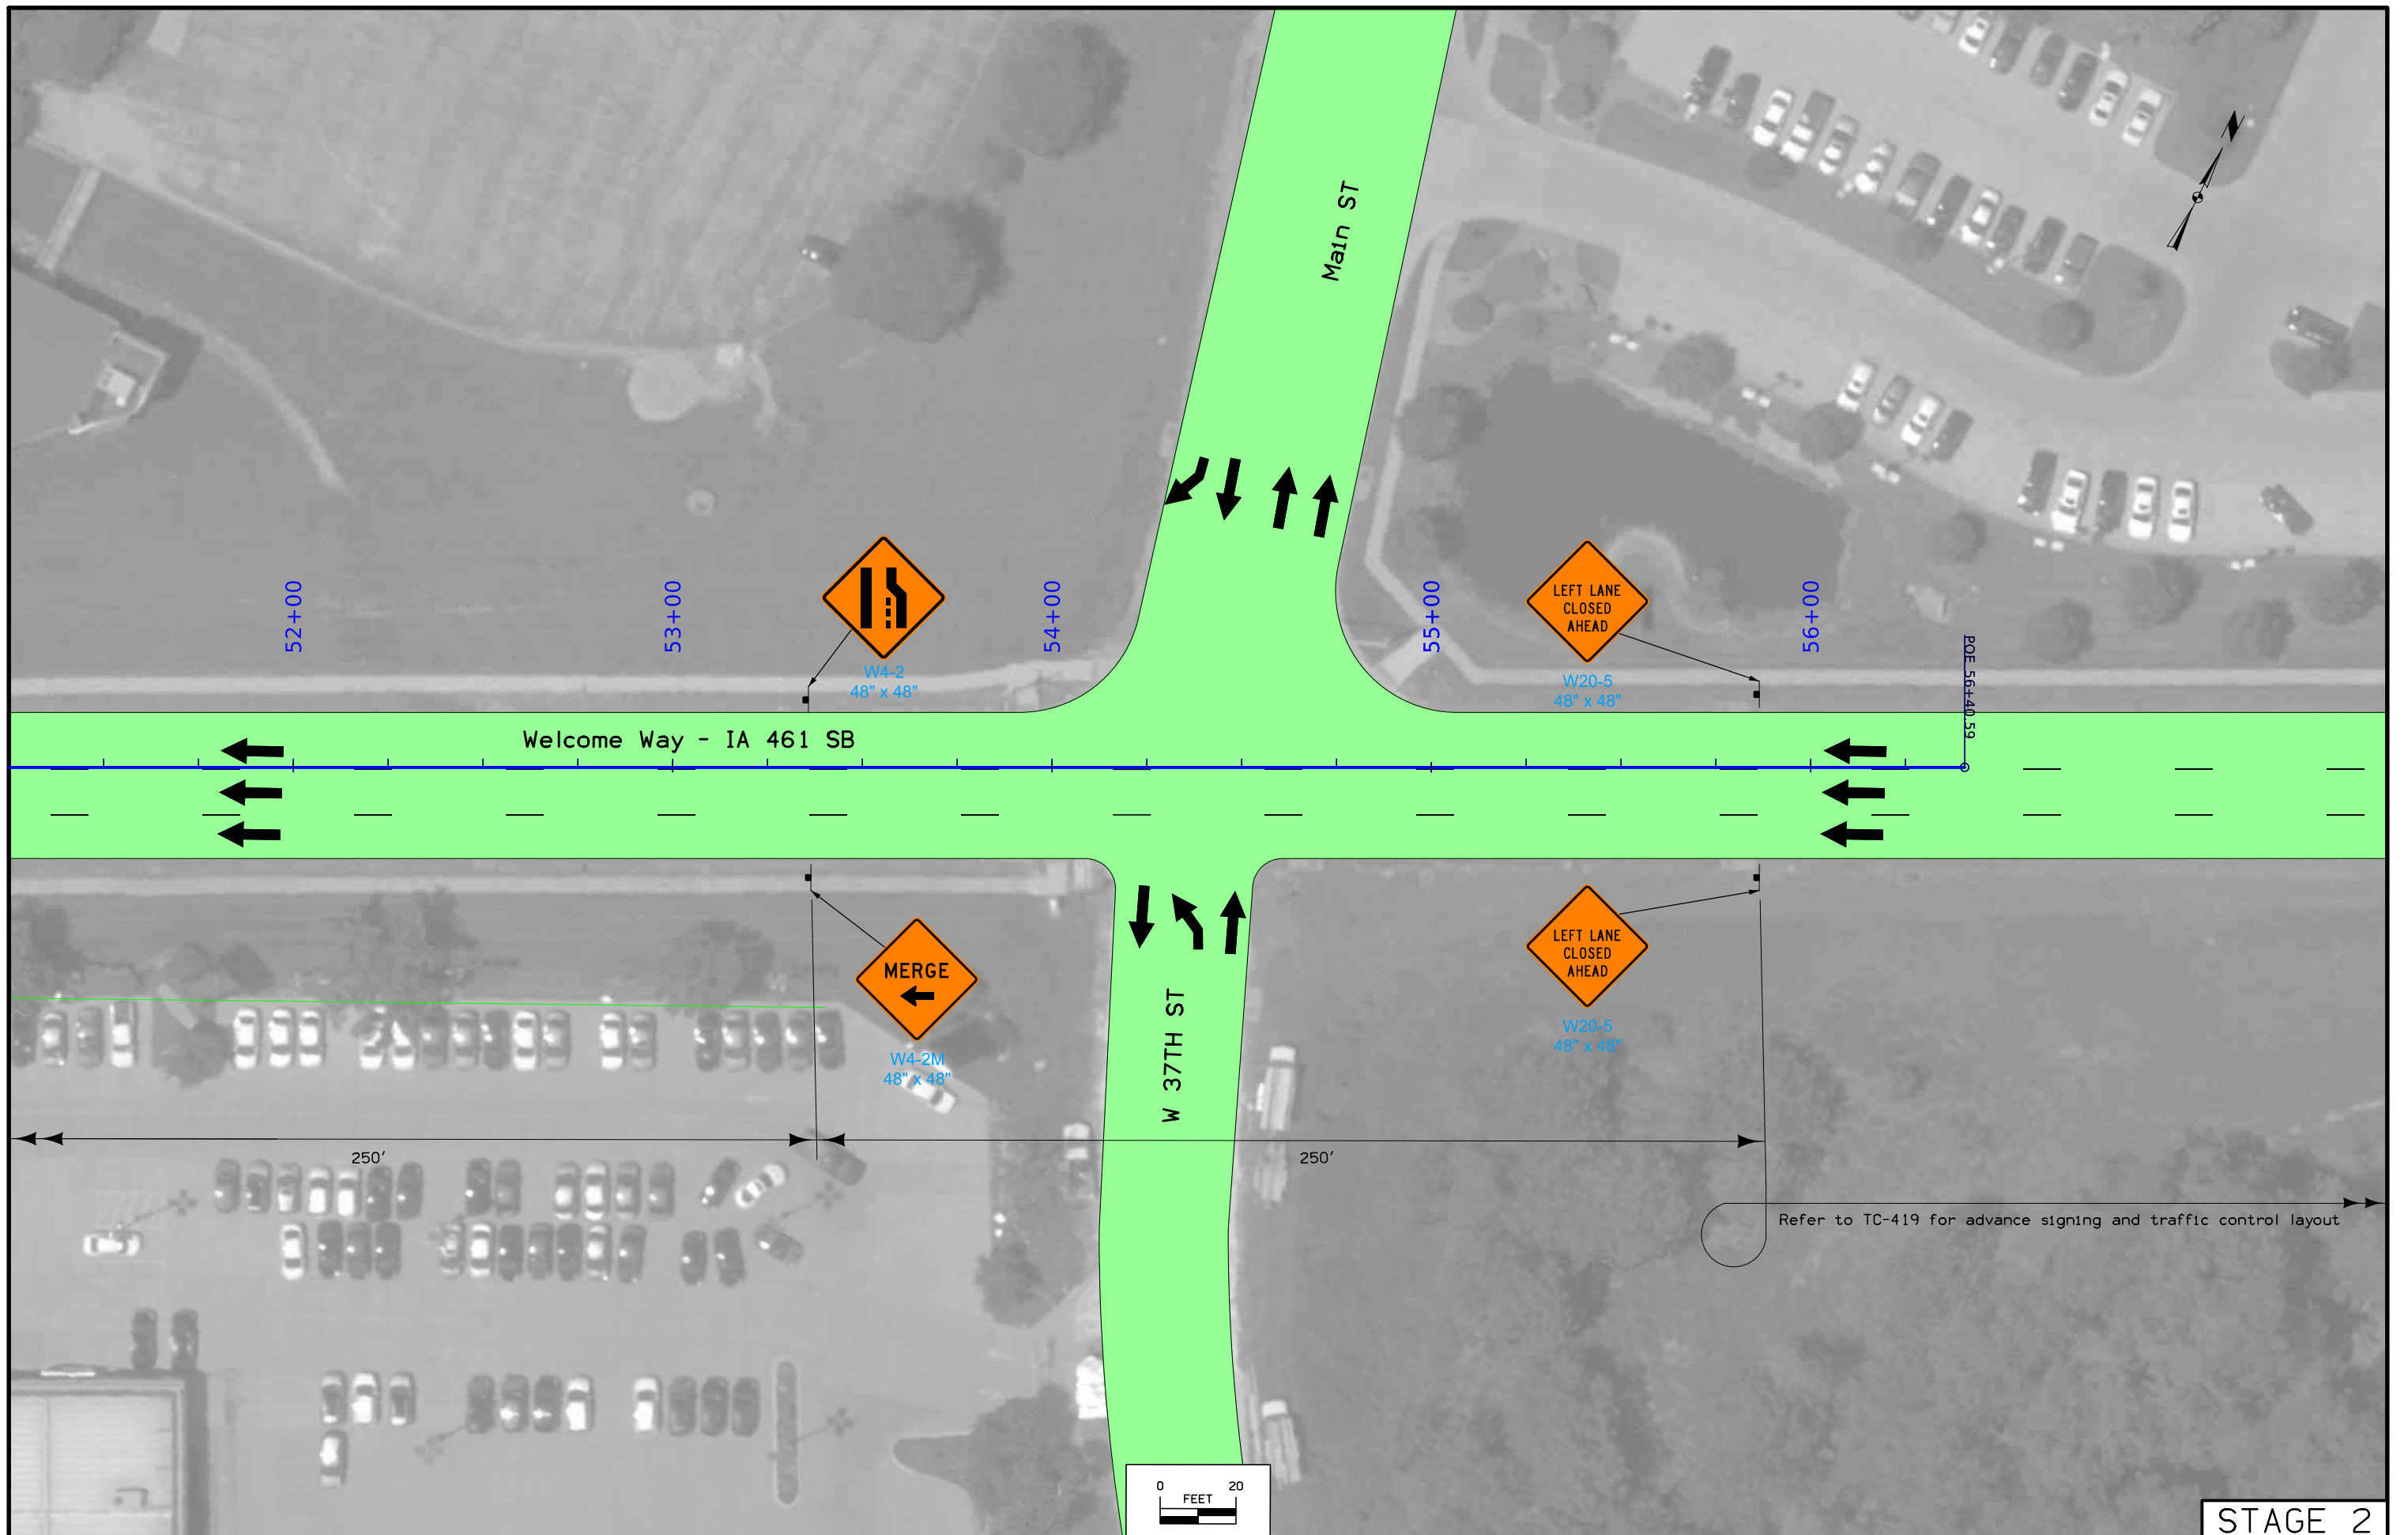 Main ST
N
52+00
53+00
54+00
55+00
56+00
POE 56+40.59
W4-2
48" x 48"
LEFT LANE
CLOSED
AHEAD
W20-5
48" x 48"
Welcome Way - IA 461 SB
MERGE
W4-2M
48" x 48"
LEFT LANE
CLOSED
AHEAD
W20-5
48" x 48"
W 37TH ST
250'
250'
Refer to TC-419 for advance signing and traffic control layout
0 20
FEET
STAGE 2